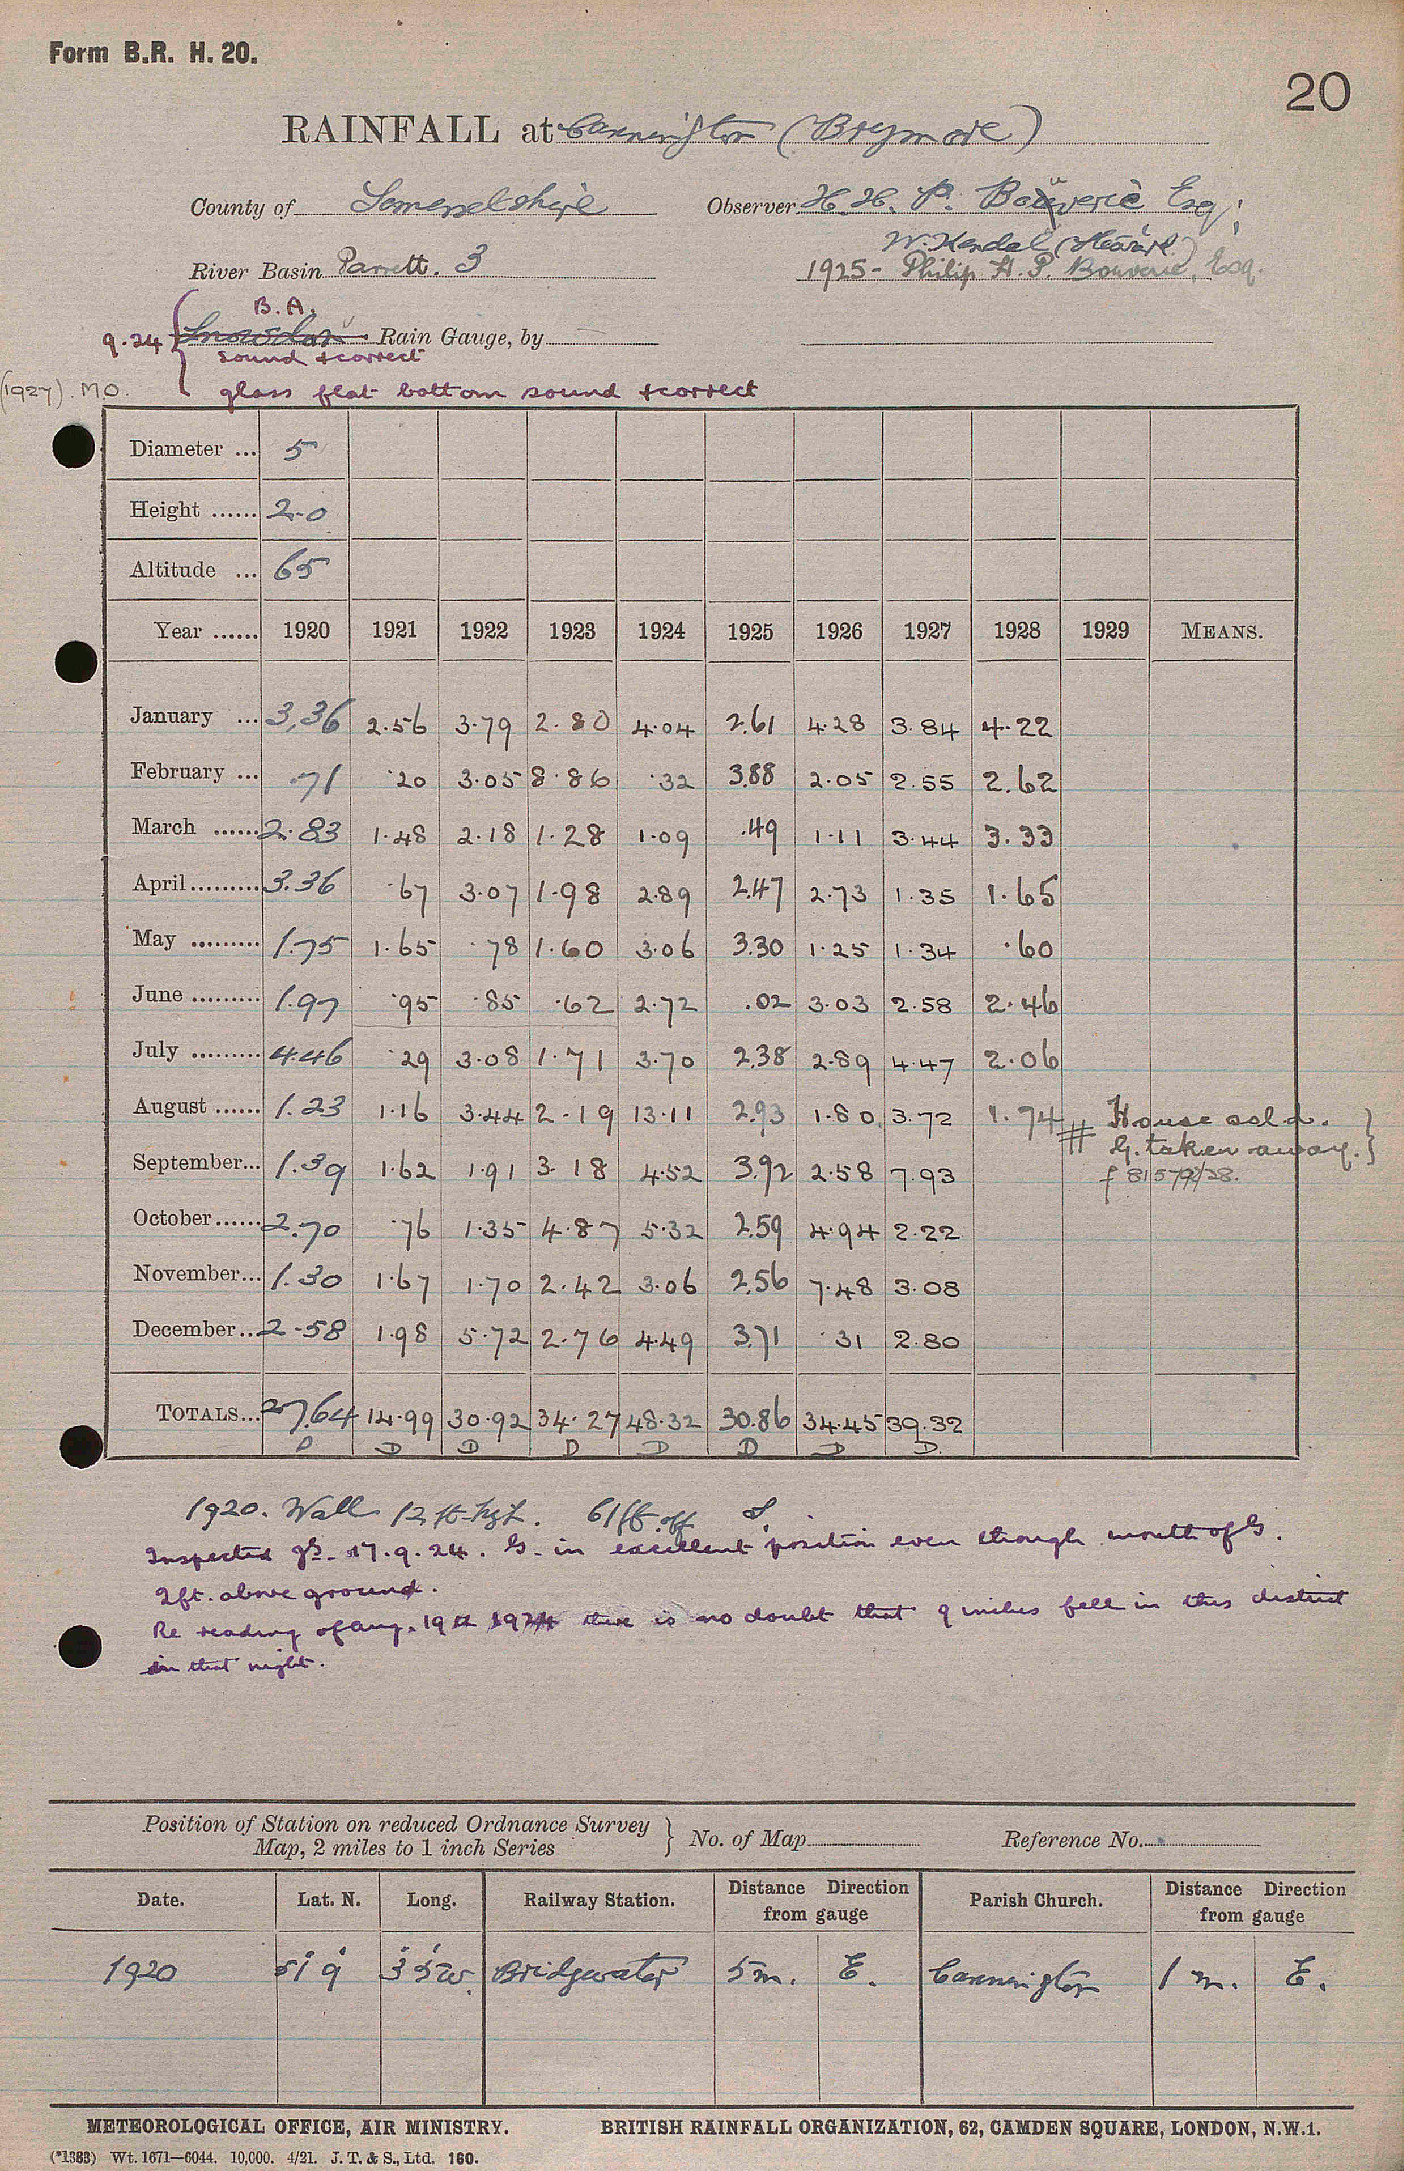 Form B.R. H. 20.
20
RAINFALL at Cannington (Brymore)
County of Somersetshire Observer H. H. P. Bouverie Esq;
W. Kendal
River Basin Parrett. 3 1925- Philip H. P. Bouverie, Esq.
B. A.
9.24 Snowdon Rain Gauge, by
sound & correct
(1927). MO. glass flat bottom sound & correct
Diameter ... 5
Height ...... 2-0
Altitude ... 65
Year ...... 1920 1921 1922 1923 1924 1925 1926 1927 1928 1929 MEANS.
January ... 3.36 2.56 3.79 2.80 4.04 2.61 4.28 3.84 4.22
February ... 71 .20 3.05 8.86 .32 3.88 2.05 2.55 2.62
March ...... 2.83 1.48 2.18 1.28 1.09 .49 1.11 3.44 3.33
April ......... 3.36 .67 3.07 1.98 2.89 2.47 2.73 1.35 1.65
May ......... 1.75 1.65 .78 1.60 3.06 3.30 1.25 1.34 .60
June ......... 1.97 .95 .85 .62 2.72 .02 3.03 2.58 2.46
July ......... 4.46 .29 3.08 1.71 3.70 2.38 2.89 4.47 2.06
August ...... 1.23 1.16 3.44 2.19 13.11 2.93 1.80 3.72 1.74 # House sold.
G. taken away. }
September... 1.39 1.62 1.91 3.18 4.52 3.92 2.58 7.93
October ...... 2.70 .76 1.35 4.87 5.32 2.59 4.94 2.22
November... 1.30 1.67 1.70 2.42 3.06 2.56 7.48 3.08
December... 2.58 1.98 5.72 2.76 4.49 3.71 .31 2.80
TOTALS... 27.64 14.99 30.92 34.27 48.32 30.86 34.45 39.32
D D D D D D D D
1920. Wall 12 ft hgt. 61 ft off S.
Inspected 17.9.24. G. in excellent position even though mouth of G.
2ft. above ground.
Re reading of Aug. 19th 1924 there is no doubt that 9 inches fell in this district
in that night.
Position of Station on reduced Ordnance Survey
Map, 2 miles to 1 inch Series } No. of Map Reference No.
Date. Lat. N. Long. Railway Station. Distance Direction from gauge Parish Church. Distance Direction from gauge
1920 51° 9' 3° 5'W. Bridgwater 5 m. E. Cannington 1 m. E.
METEOROLOGICAL OFFICE, AIR MINISTRY. BRITISH RAINFALL ORGANIZATION, 62, CAMDEN SQUARE, LONDON, N.W.1.
(*1383) Wt. 1671—6044. 10,000. 4/21. J. T. & S., Ltd. 160.